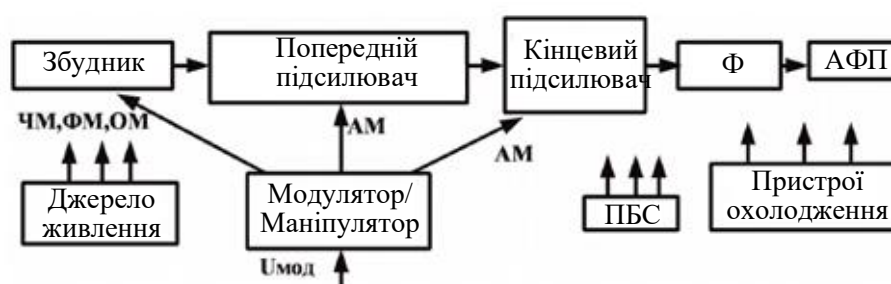 Збудник
Попередній
підсилювач
Кінцевий
підсилювач
Ф
АФП
ЧМ,ФМ,ОМ
АМ
АМ
Джерело
живлення
Модулятор/
Маніпулятор
ПБС
Пристрої
охолодження
Uмод